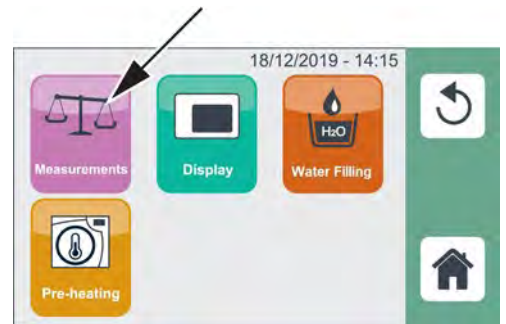 18/12/2019 - 14:15
H2O
Measurements
Display
Water Filling
Pre-heating